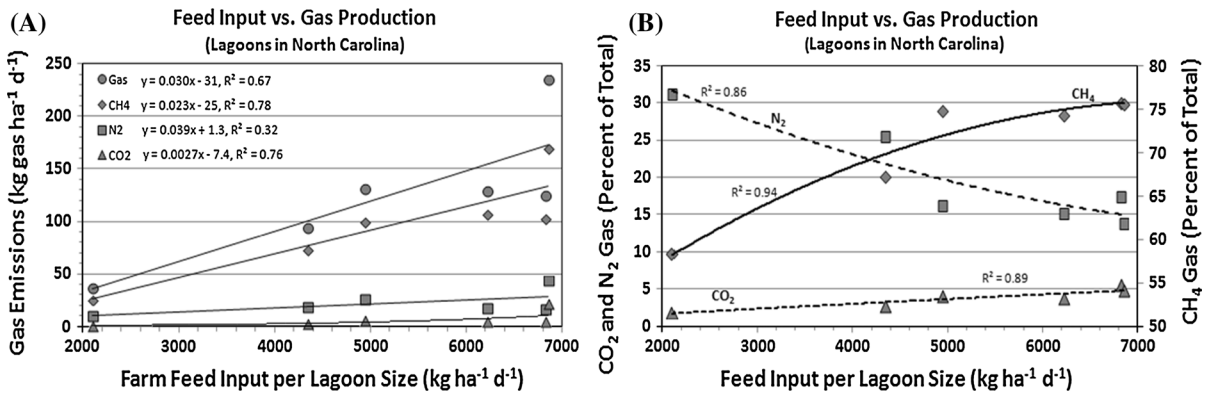 (A)
Feed Input vs. Gas Production
(Lagoons in North Carolina)
Gas Emissions (kg gas ha-1 d-1)
250
200
150
100
50
0
Gas y = 0.030x - 31, R2 = 0.67
CH4 y = 0.023x - 25, R2 = 0.78
N2 y = 0.039x + 1.3, R2 = 0.32
CO2 y = 0.0027x - 7.4, R2 = 0.76
2000 3000 4000 5000 6000 7000
Farm Feed Input per Lagoon Size (kg ha-1 d-1)
(B)
Feed Input vs. Gas Production
(Lagoons in North Carolina)
CO2 and N2 Gas (Percent of Total)
35
30
25
20
15
10
5
0
R2 = 0.86
N2
CH4
R2 = 0.94
CO2
R2 = 0.89
80
75
70
65
60
55
50
CH4 Gas (Percent of Total)
2000 3000 4000 5000 6000 7000
Feed Input per Lagoon Size (kg ha-1 d-1)